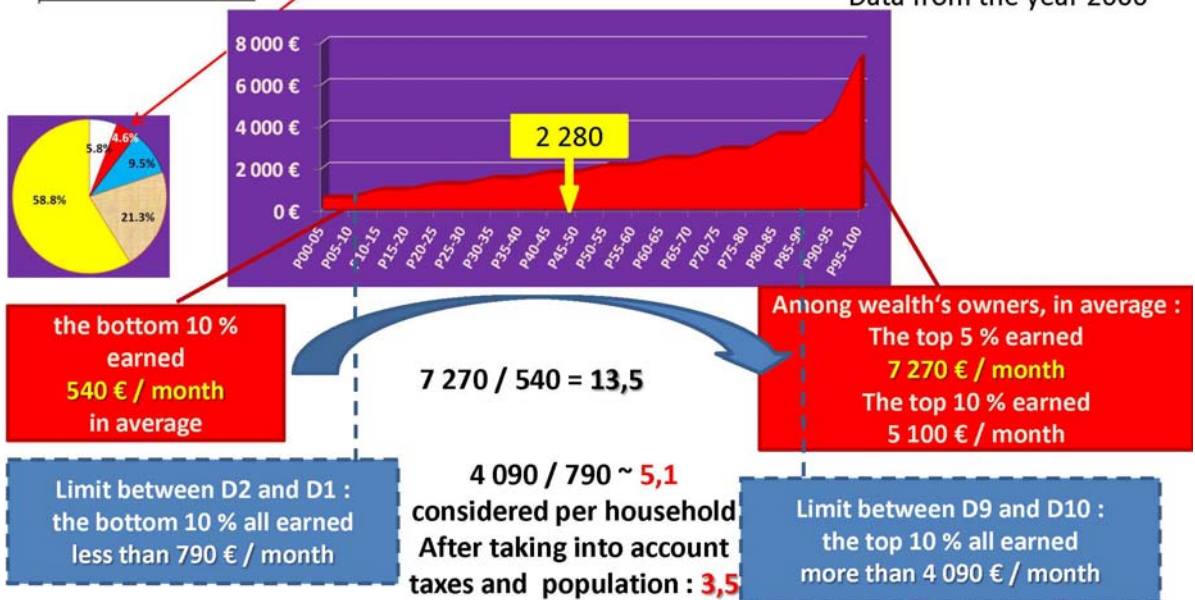 Data from the year
8 000 €
6 000 €
4 000 €
2 000 €
0 €
2 280
P00-05
P05-10
P10-15
P15-20
P20-25
P25-30
P30-35
P35-40
P40-45
P45-50
P50-55
P55-60
P60-65
P65-70
P70-75
P75-80
P80-85
P85-90
P90-95
P95-100
5.8%
4.6%
9.5%
21.3%
58.8%
the bottom 10 %
earned
540 € / month
in average
7 270 / 540 = 13,5
Among wealth‘s owners, in average :
The top 5 % earned
7 270 € / month
The top 10 % earned
5 100 € / month
Limit between D2 and D1 :
the bottom 10 % all earned
less than 790 € / month
4 090 / 790 ~ 5,1
considered per household
After taking into account
taxes and population : 3,5
Limit between D9 and D10 :
the top 10 % all earned
more than 4 090 € / month